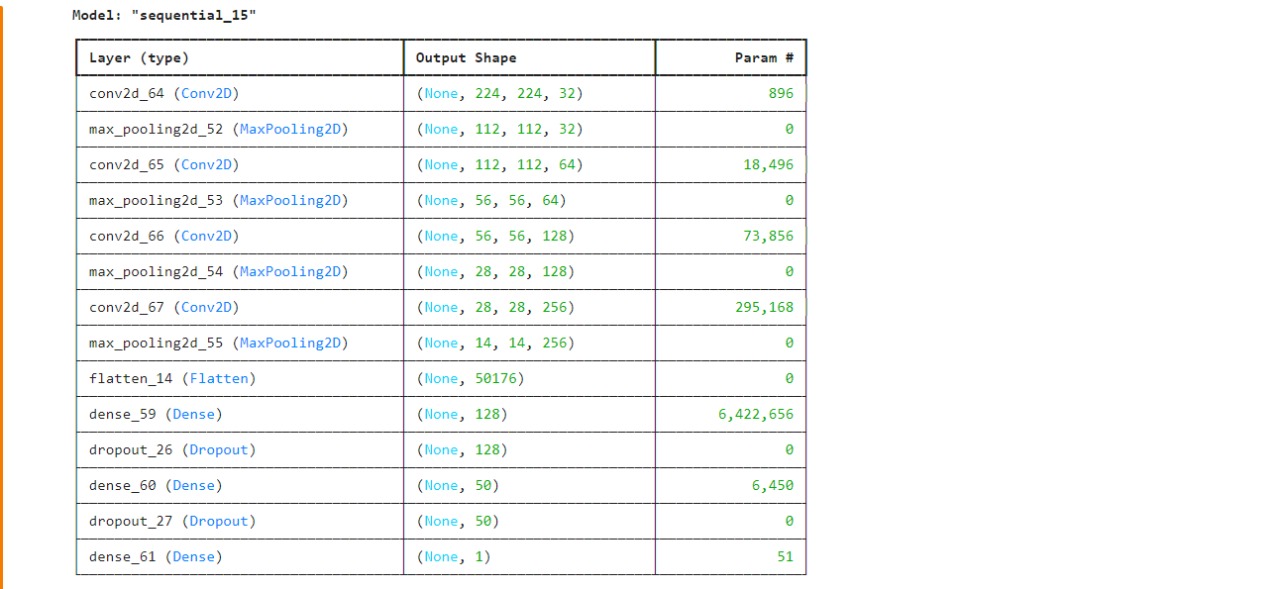 Model: "sequential_15"
Layer (type) Output Shape Param #
conv2d_64 (Conv2D) (None, 224, 224, 32) 896
max_pooling2d_52 (MaxPooling2D) (None, 112, 112, 32) 0
conv2d_65 (Conv2D) (None, 112, 112, 64) 18,496
max_pooling2d_53 (MaxPooling2D) (None, 56, 56, 64) 0
conv2d_66 (Conv2D) (None, 56, 56, 128) 73,856
max_pooling2d_54 (MaxPooling2D) (None, 28, 28, 128) 0
conv2d_67 (Conv2D) (None, 28, 28, 256) 295,168
max_pooling2d_55 (MaxPooling2D) (None, 14, 14, 256) 0
flatten_14 (Flatten) (None, 50176) 0
dense_59 (Dense) (None, 128) 6,422,656
dropout_26 (Dropout) (None, 128) 0
dense_60 (Dense) (None, 50) 6,450
dropout_27 (Dropout) (None, 50) 0
dense_61 (Dense) (None, 1) 51